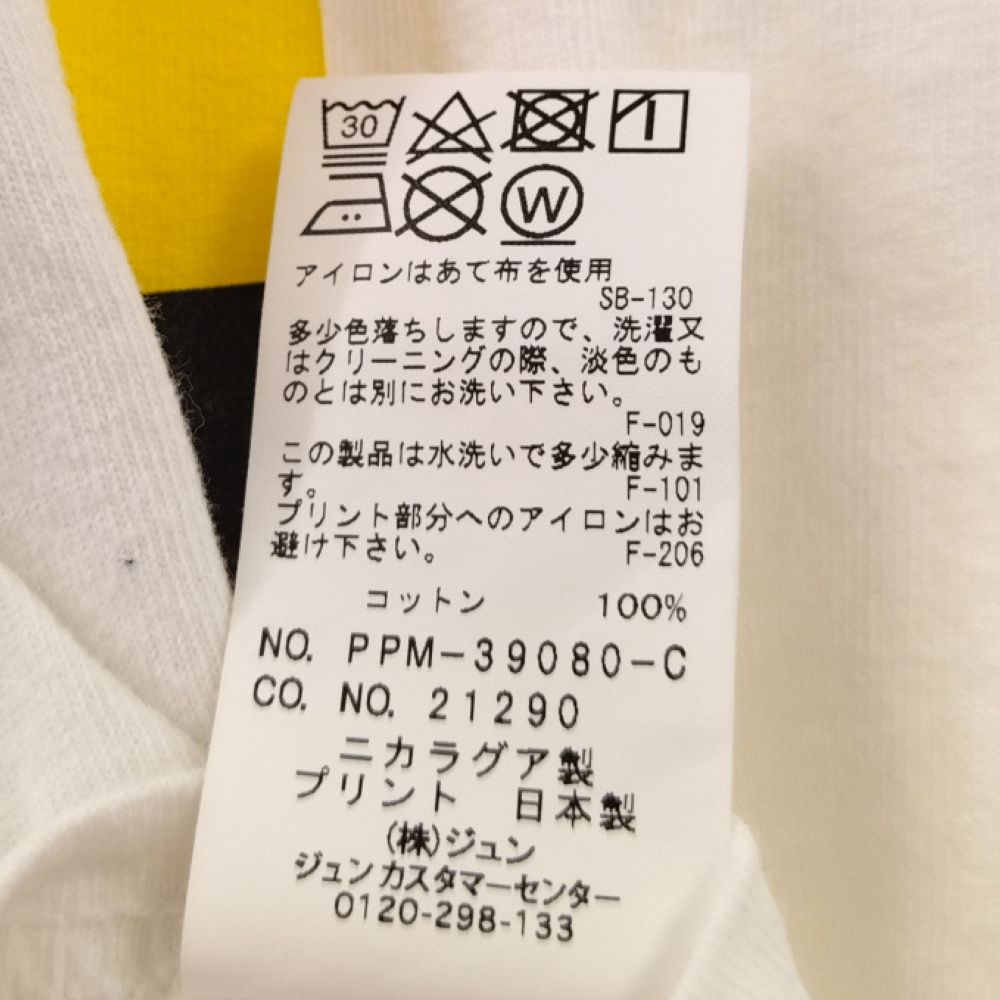 30
W
アイロンはあて布を使用
SB-130
多少色落ちしますので、洗濯又
はクリーニングの際、淡色のも
のとは別にお洗い下さい。
F-019
この製品は水洗いで多少縮みま
す。 F-101
プリント部分へのアイロンはお
避け下さい。 F-206
コットン 100%
NO. PPM-39080-C
CO. NO. 21290
ニカラグア製
プリント 日本製
(株)ジュン
ジュンカスタマーセンター
0120-298-133